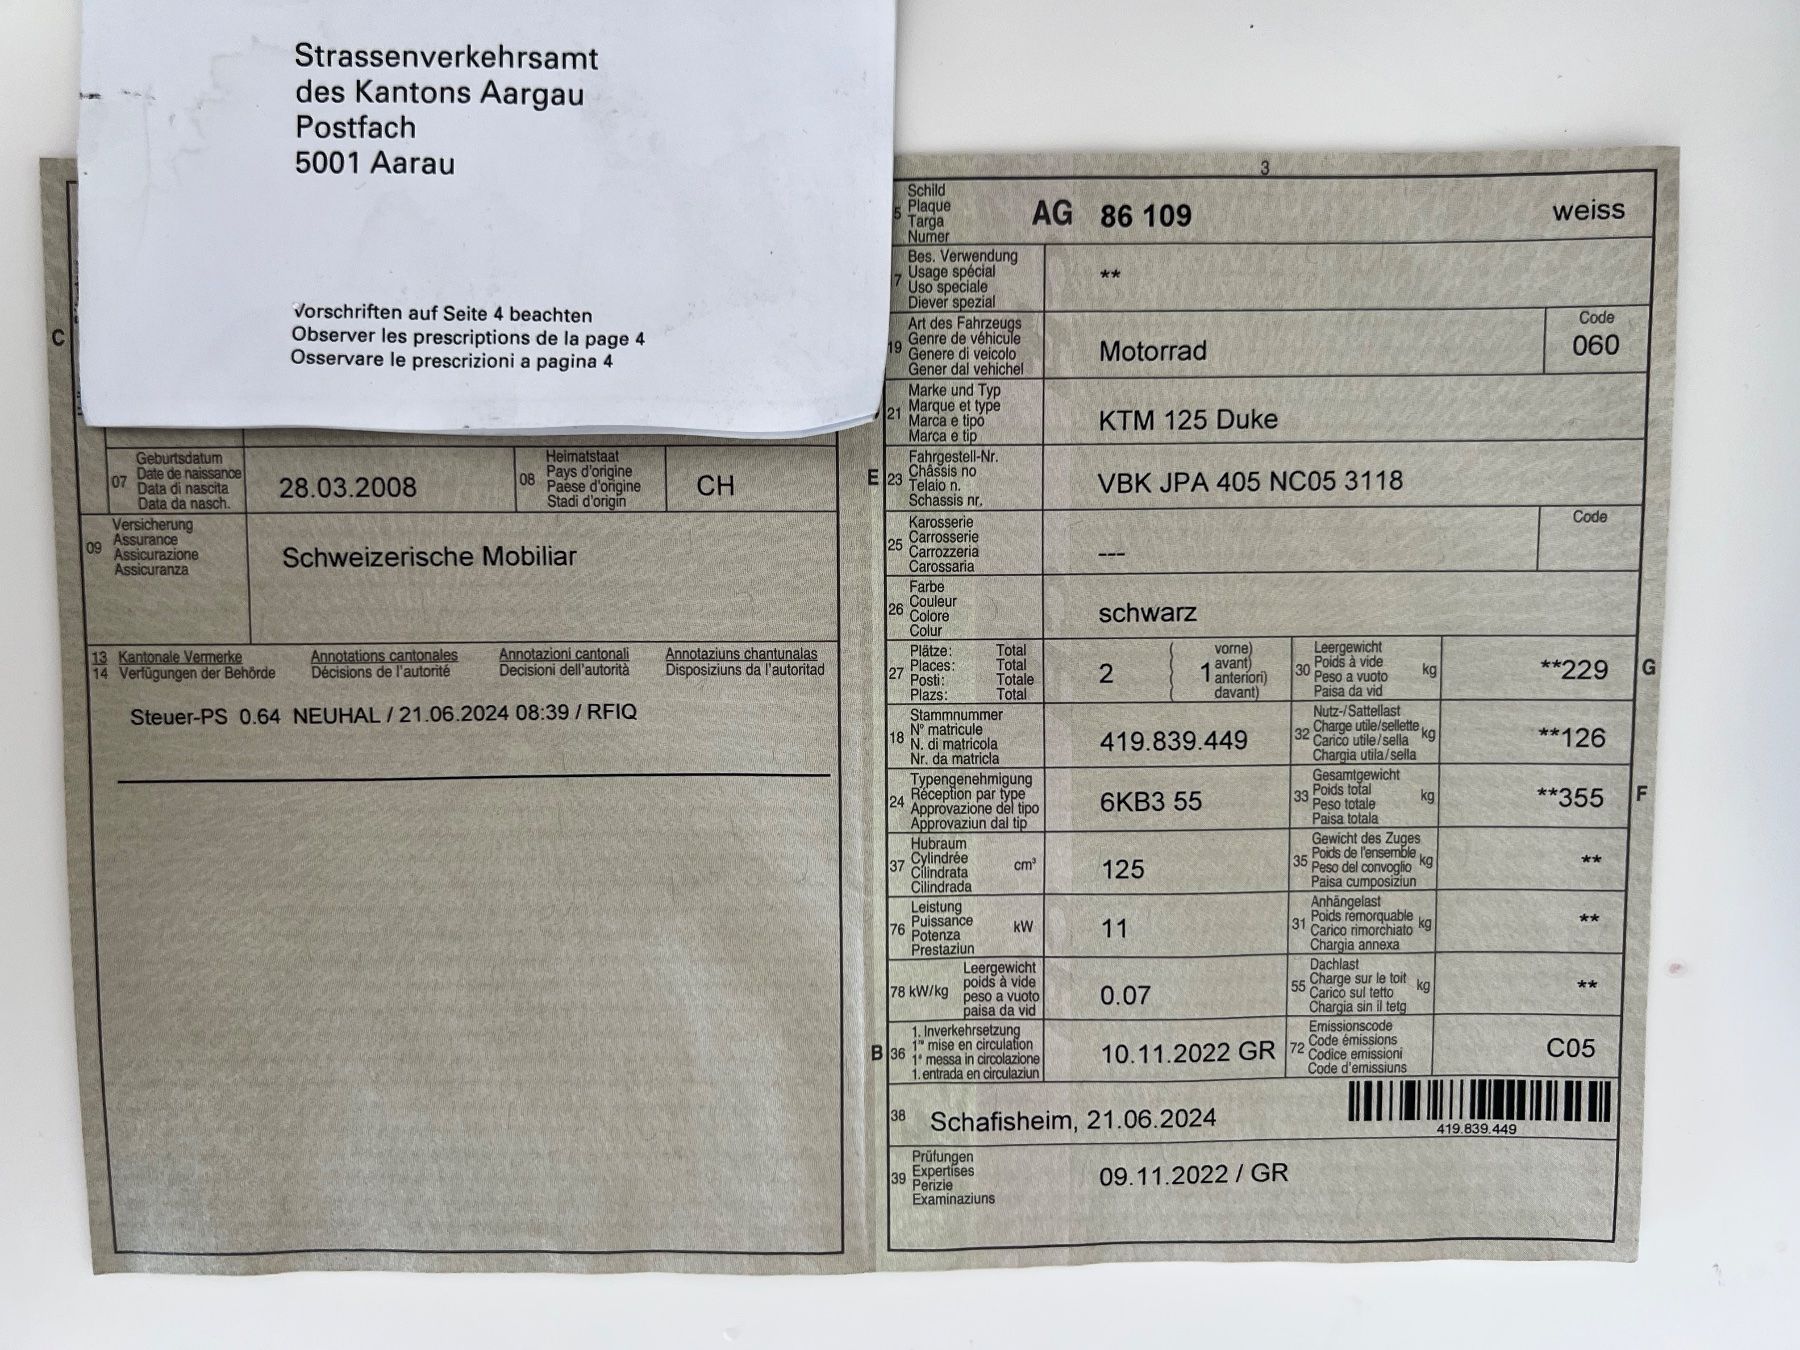 Strassenverkehrsamt
des Kantons Aargau
Postfach
5001 Aarau
Vorschriften auf Seite 4 beachten
Observer les prescriptions de la page 4
Osservare le prescrizioni a pagina 4
C
07
Geburtsdatum
Date de naissance
Data di nascita
Data da nasch.
28.03.2008
08
Heimatstaat
Pays d'origine
Paese d'origine
Stadi d'origin
CH
09
Versicherung
Assurance
Assicurazione
Assicuranza
Schweizerische Mobiliar
13 Kantonale Vermerke Annotations cantonales Annotazioni cantonali Annotaziuns chantunalas
14 Verfügungen der Behörde Décisions de l'autorité Decisioni dell'autorità Disposiziuns da l'autoritad
Steuer-PS 0.64 NEUHAL / 21.06.2024 08:39 / RFIQ
3
Schild
Plaque
Targa
Numer
AG 86 109 weiss
Bes. Verwendung
Usage spécial
Uso speciale
Diever spezial
**
19
Art des Fahrzeugs
Genre de véhicule
Genere di veicolo
Gener dal vehichel
Motorrad
Code
060
21
Marke und Typ
Marque et type
Marca e tipo
Marca e tip
KTM 125 Duke
E
23
Fahrgestell-Nr.
Châssis no
Telaio n.
Schassis nr.
VBK JPA 405 NC05 3118
25
Karosserie
Carrosserie
Carrozzeria
Carossaria
---
Code
26
Farbe
Couleur
Colore
Colur
schwarz
27
Plätze: Total
Places: Total
Posti: Totale
Plazs: Total
2
1
vorne)
avant)
anteriori)
davant)
30
Leergewicht
Poids à vide
Peso a vuoto
Paisa da vid
kg
**229
G
18
Stammnummer
N° matricule
N. di matricola
Nr. da matricla
419.839.449
32
Nutz-/Sattellast
Charge utile/sellette
Carico utile/sella
Chargia utila/sella
kg
**126
24
Typengenehmigung
Réception par type
Approvazione del tipo
Approvaziun dal tip
6KB3 55
33
Gesamtgewicht
Poids total
Peso totale
Paisa totala
kg
**355
F
37
Hubraum
Cylindrée
Cilindrata
Cilindrada
cm³
125
35
Gewicht des Zuges
Poids de l'ensemble
Peso del convoglio
Paisa cumposiziun
kg
**
76
Leistung
Puissance
Potenza
Prestaziun
kW
11
31
Anhängelast
Poids remorquable
Carico rimorchiato
Chargia annexa
kg
**
78 kW/kg
Leergewicht
poids à vide
peso a vuoto
paisa da vid
0.07
55
Dachlast
Charge sur le toit
Carico sul tetto
Chargia sin il tetg
kg
**
B
36
1. Inverkehrsetzung
1re mise en circulation
1a messa in circolazione
1. entrada en circulaziun
10.11.2022 GR
72
Emissionscode
Code émissions
Codice emissioni
Code d'emissiuns
C05
38
Schafisheim, 21.06.2024
419.839.449
39
Prüfungen
Expertises
Perizie
Examinaziuns
09.11.2022 / GR